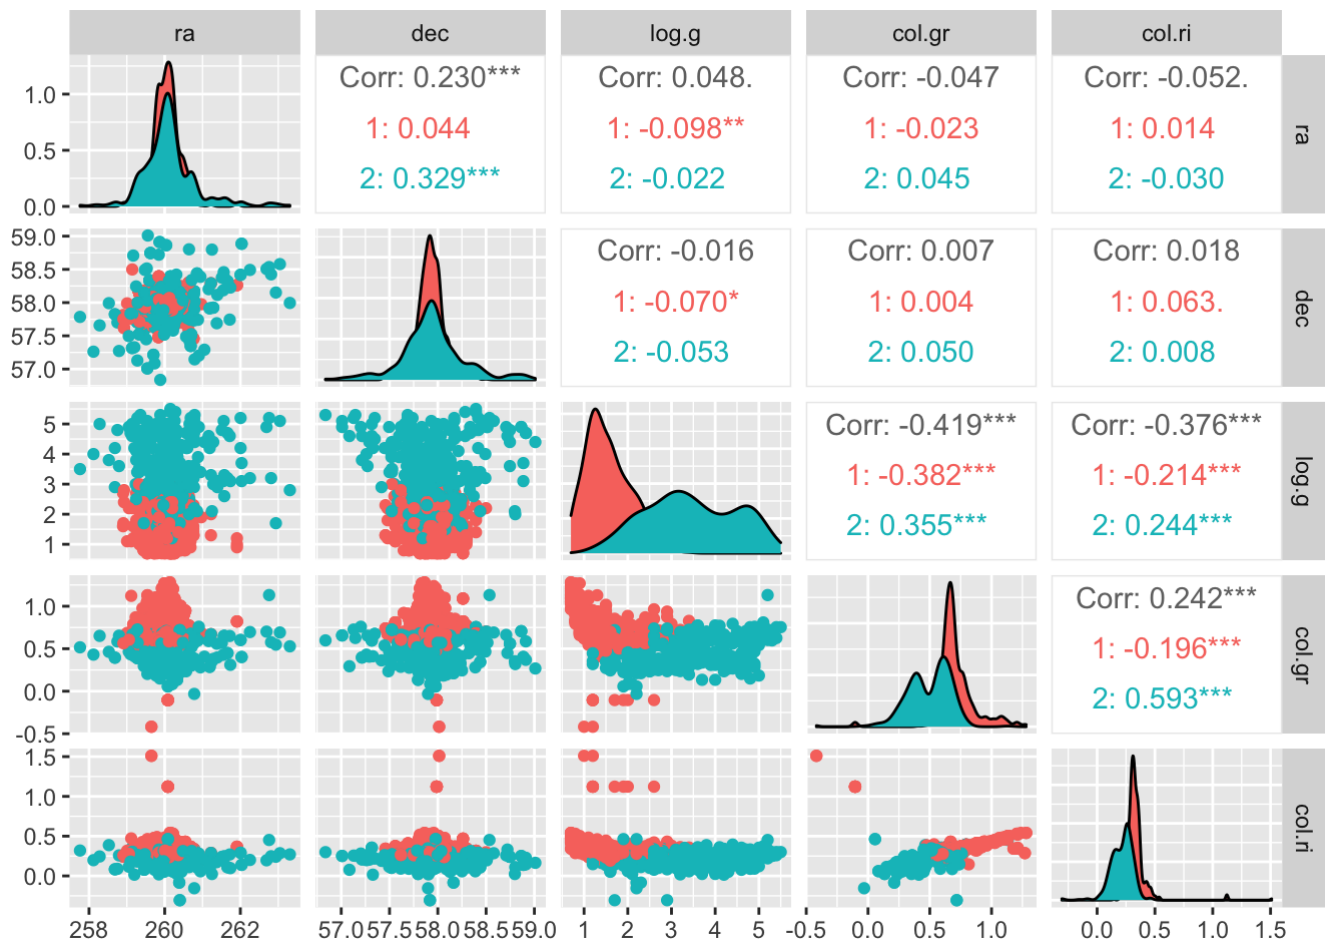 ra dec log.g col.gr col.ri
Corr: 0.230*** Corr: 0.048. Corr: -0.047 Corr: -0.052.
1: 0.044 1: -0.098** 1: -0.023 1: 0.014
2: 0.329*** 2: -0.022 2: 0.045 2: -0.030
ra
1.0
0.5
0.0
Corr: -0.016 Corr: 0.007 Corr: 0.018
1: -0.070* 1: 0.004 1: 0.063.
2: -0.053 2: 0.050 2: 0.008
dec
59.0
58.5
58.0
57.5
57.0
Corr: -0.419*** Corr: -0.376***
1: -0.382*** 1: -0.214***
2: 0.355*** 2: 0.244***
log.g
5
4
3
2
1
Corr: 0.242***
1: -0.196***
2: 0.593***
col.gr
1.0
0.5
0.0
-0.5
col.ri
1.5
1.0
0.5
0.0
258 260 262 57.0 57.5 58.0 58.5 59.0 1 2 3 4 5 -0.5 0.0 0.5 1.0 0.0 0.5 1.0 1.5